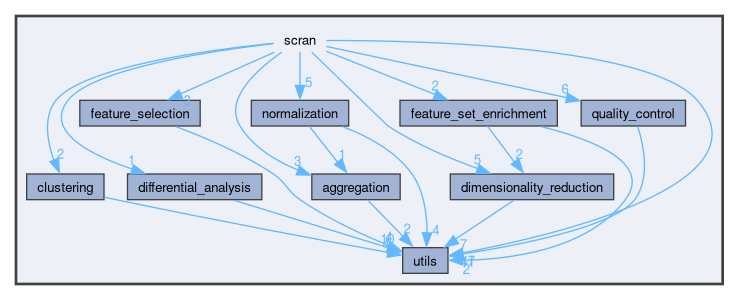 scran
3
5
2
6
feature_selection
normalization
feature_set_enrichment
quality_control
2
1
3
1
5
2
clustering
differential_analysis
aggregation
dimensionality_reduction
2
4
7
2
utils